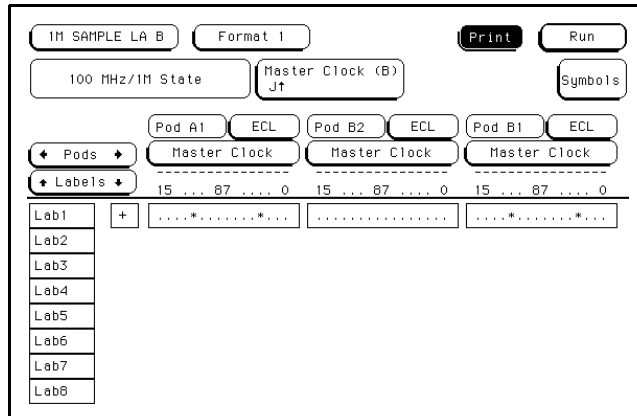 1M SAMPLE LA B Format 1 Print Run
100 MHz/1M State Master Clock (B) Symbols
J↑
Pod A1 ECL Pod B2 ECL Pod B1 ECL
← Pods → Master Clock Master Clock Master Clock
↑ Labels ↓ 15 ... 87 .... 0 15 ... 87 .... 0 15 ... 87 .... 0
Lab1 + ....*.......*... ................ ....*.......*...
Lab2
Lab3
Lab4
Lab5
Lab6
Lab7
Lab8